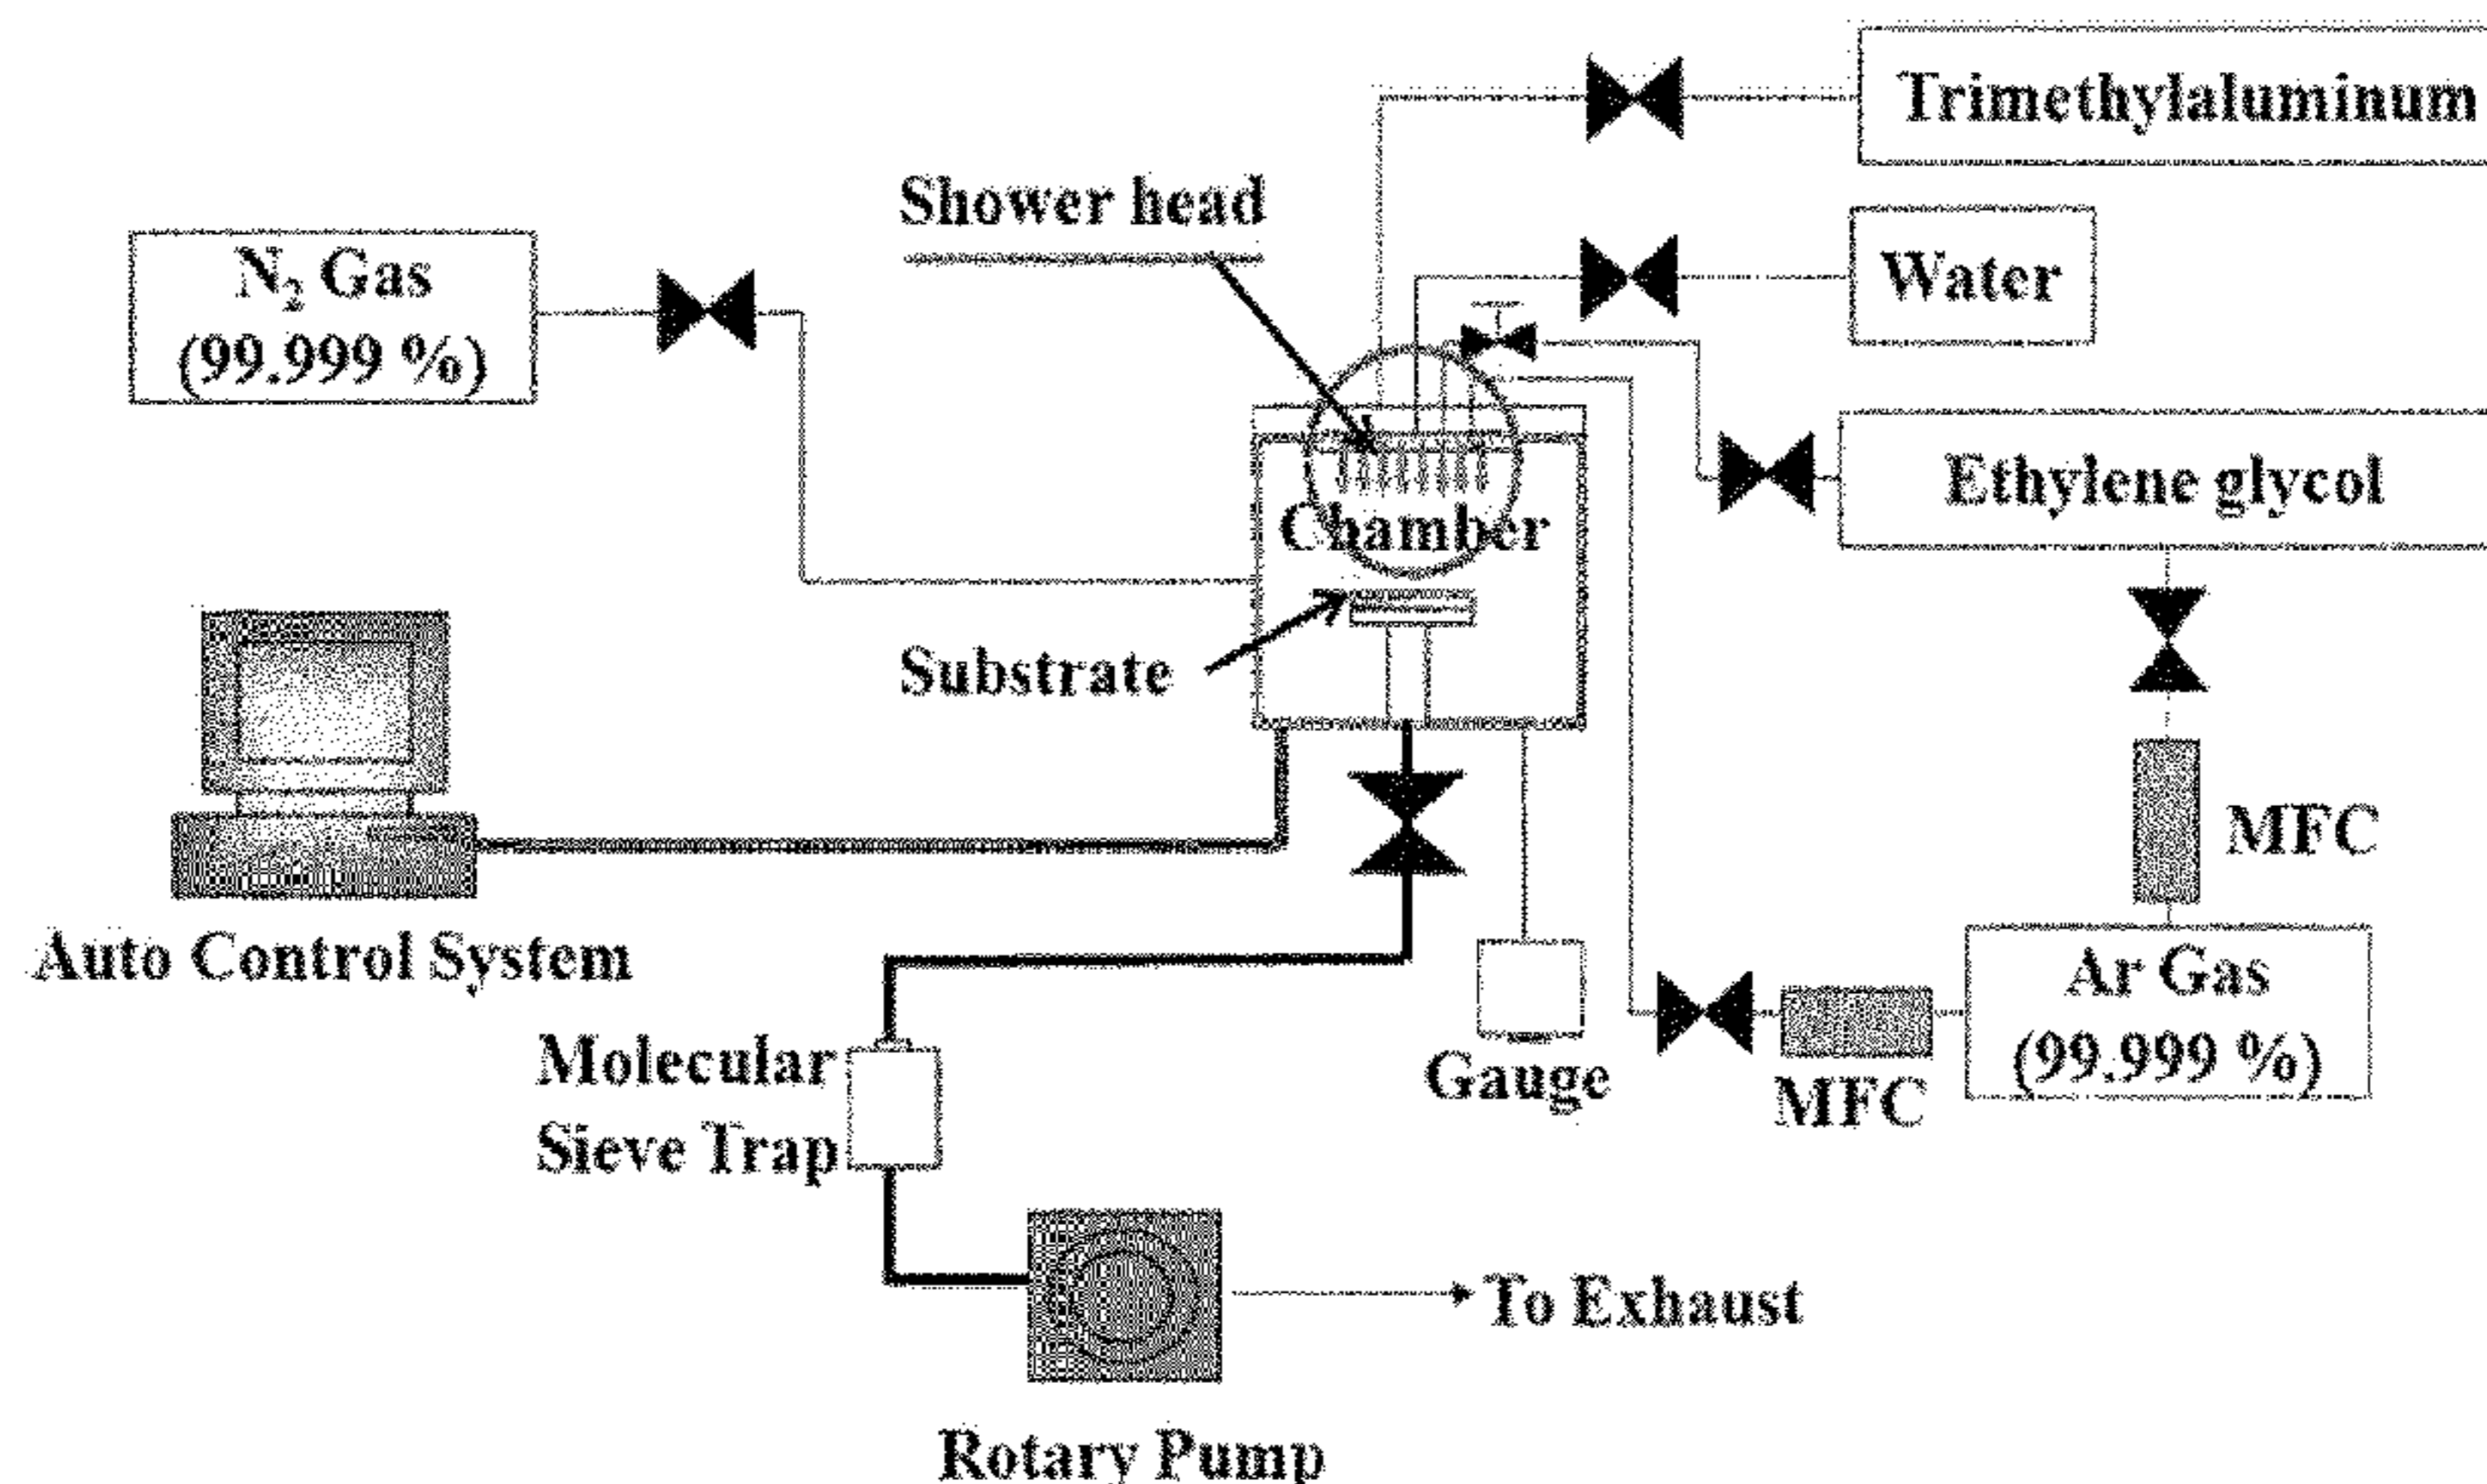 Trimethylaluminum
Shower head
N₂ Gas
(99.999 %)
Water
Chamber
Ethylene glycol
Substrate
MFC
Auto Control System
Ar Gas
(99.999 %)
Molecular
Sieve Trap
Gauge
MFC
To Exhaust
Rotary Pump